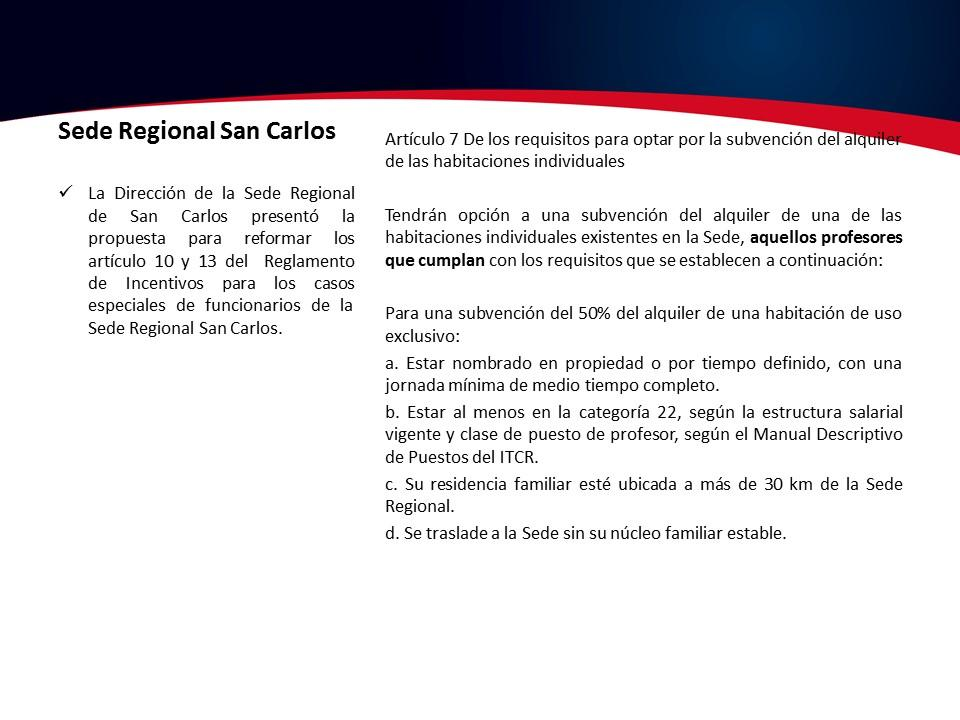 Sede Regional San Carlos
✓ La Dirección de la Sede Regional
de San Carlos presentó la
propuesta para reformar los
artículo 10 y 13 del Reglamento
de Incentivos para los casos
especiales de funcionarios de la
Sede Regional San Carlos.
Artículo 7 De los requisitos para optar por la subvención del alquiler
de las habitaciones individuales
Tendrán opción a una subvención del alquiler de una de las
habitaciones individuales existentes en la Sede, aquellos profesores
que cumplan con los requisitos que se establecen a continuación:
Para una subvención del 50% del alquiler de una habitación de uso
exclusivo:
a. Estar nombrado en propiedad o por tiempo definido, con una
jornada mínima de medio tiempo completo.
b. Estar al menos en la categoría 22, según la estructura salarial
vigente y clase de puesto de profesor, según el Manual Descriptivo
de Puestos del ITCR.
c. Su residencia familiar esté ubicada a más de 30 km de la Sede
Regional.
d. Se traslade a la Sede sin su núcleo familiar estable.